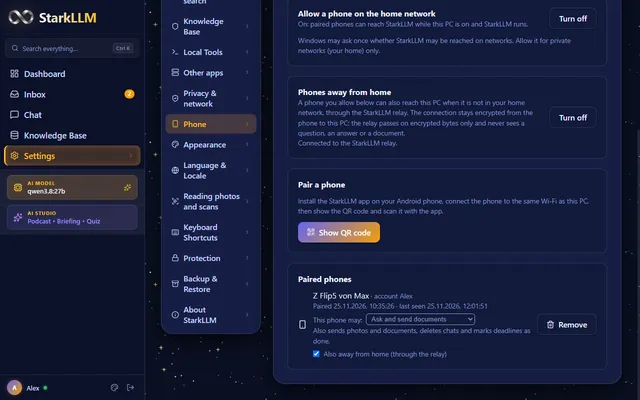 StarkLLM
Search everything...
Ctrl K
Dashboard
Inbox
2
Chat
Knowledge Base
Settings
AI MODEL
qwen3.8:27b
AI STUDIO
Podcast • Briefing • Quiz
A
Alex
search
Knowledge
Base
Local Tools
Other apps
Privacy &
network
Phone
Appearance
Language &
Locale
Reading photos
and scans
Keyboard
Shortcuts
Protection
Backup &
Restore
About
StarkLLM
Allow a phone on the home network
On: paired phones can reach StarkLLM while this PC is on and StarkLLM runs.
Windows may ask once whether StarkLLM may be reached on networks. Allow it for private
networks (your home) only.
Turn off
Phones away from home
A phone you allow below can also reach this PC when it is not in your home
network, through the StarkLLM relay. The connection stays encrypted from the
phone to this PC: the relay passes on encrypted bytes only and never sees a
question, an answer or a document.
Connected to the StarkLLM relay.
Turn off
Pair a phone
Install the StarkLLM app on your Android phone, connect the phone to the same Wi-Fi as this PC,
then show the QR code and scan it with the app.
Show QR code
Paired phones
Z Flip5 von Max · account Alex
Paired 25.11.2026, 10:35:26 · last seen 25.11.2026, 12:01:51
This phone may: Ask and send documents
Also sends photos and documents, deletes chats and marks deadlines as
done.
Also away from home (through the relay)
Remove